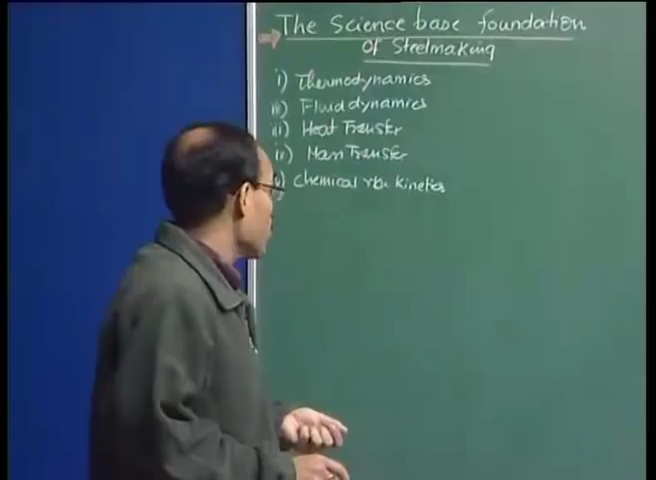 The Science base foundation
of Steelmaking
i) Thermodynamics
ii) Fluid dynamics
iii) Heat Transfer
iv) Mass Transfer
v) Chemical rxn kinetics